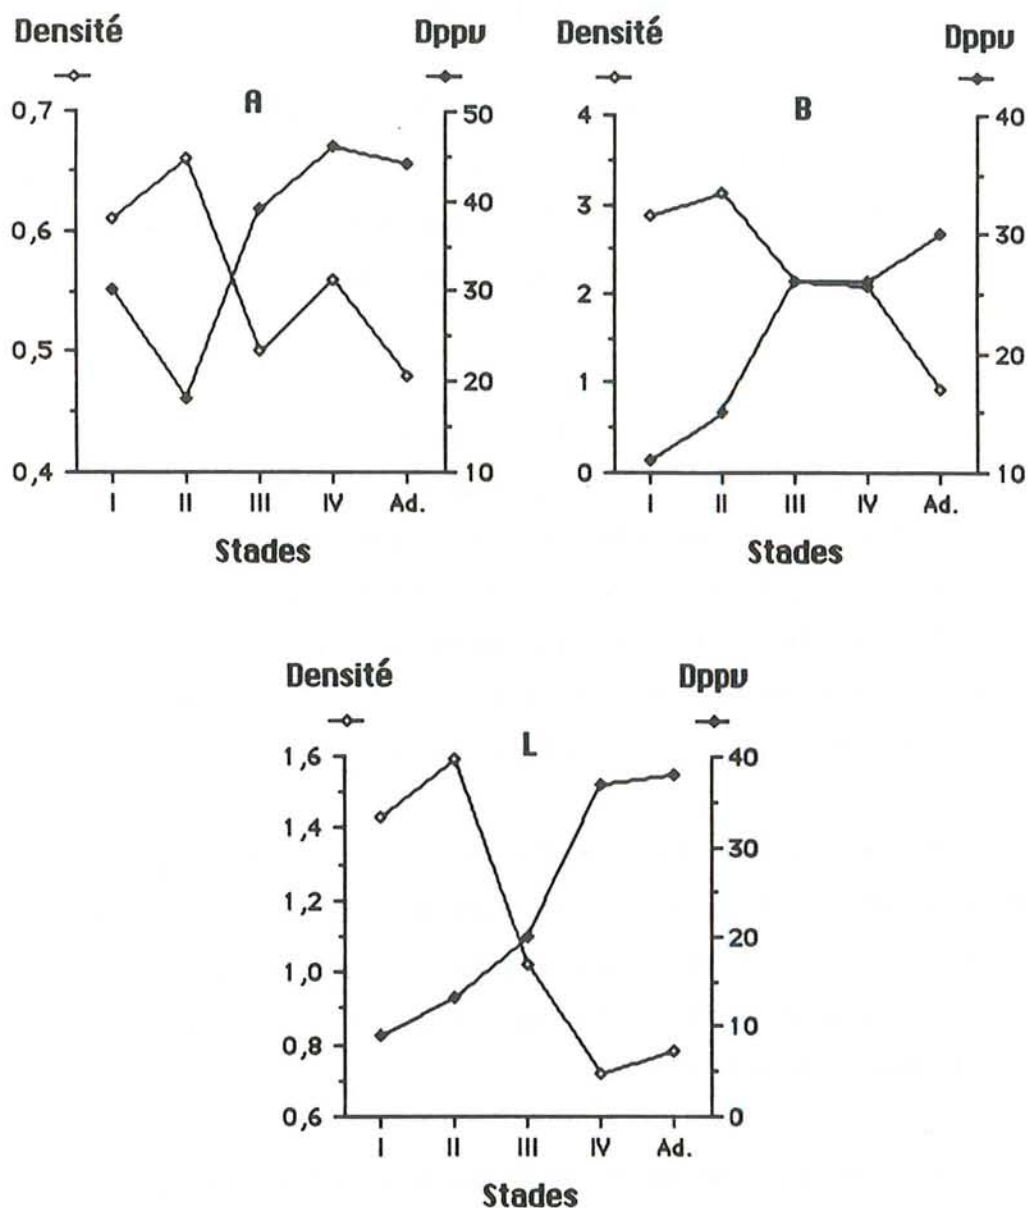 Densité
Dppv
A
0,7
0,6
0,5
0,4
50
40
30
20
10
I II III IV Ad.
Stades
Densité
Dppv
B
4
3
2
1
0
40
30
20
10
I II III IV Ad.
Stades
Densité
Dppv
L
1,6
1,4
1,2
1,0
0,8
0,6
40
30
20
10
0
I II III IV Ad.
Stades